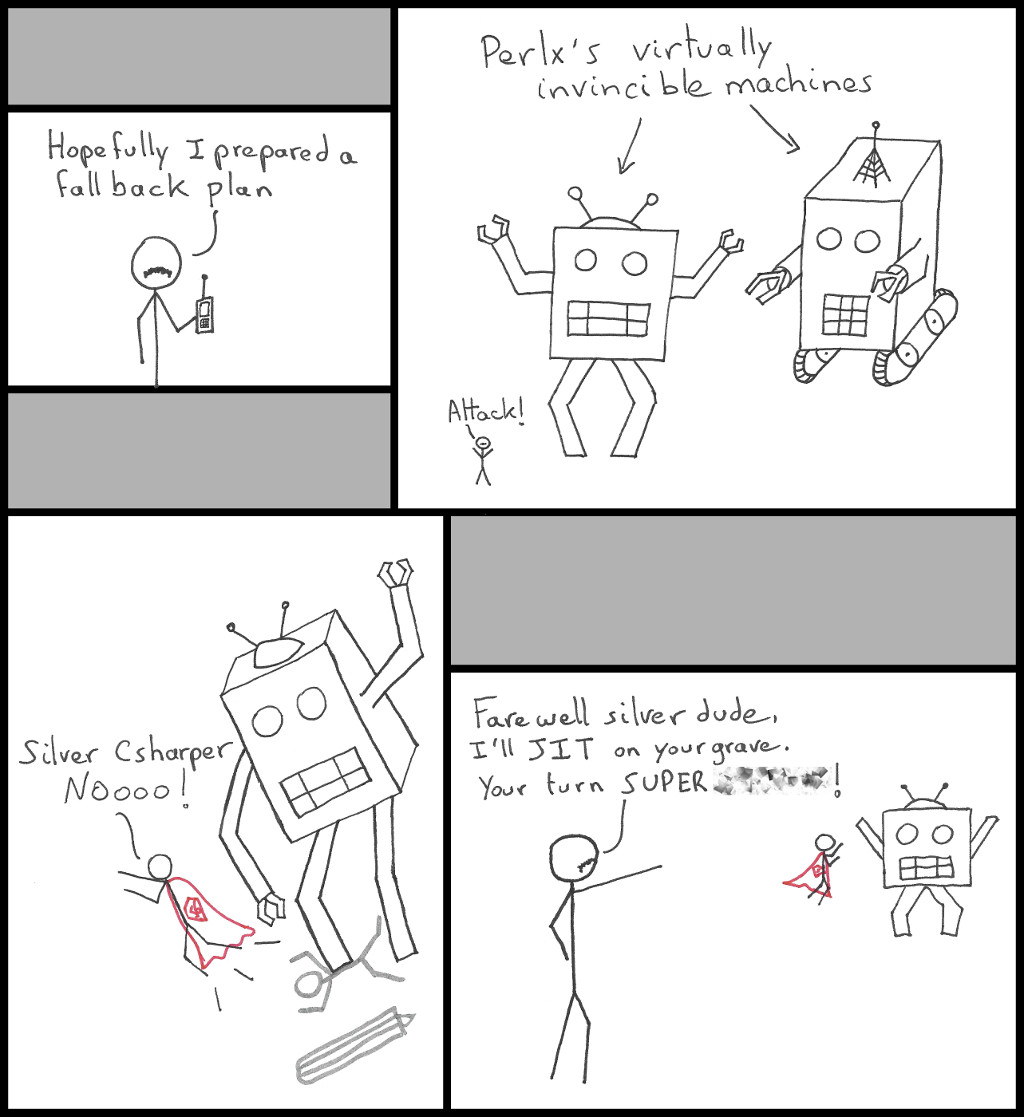 Hopefully I prepared a
fall back plan
Perlx's virtually
invincible machines
Attack!
Silver Csharper
NOooo!
Farewell silver dude,
I'll JIT on your grave.
Your turn SUPER !